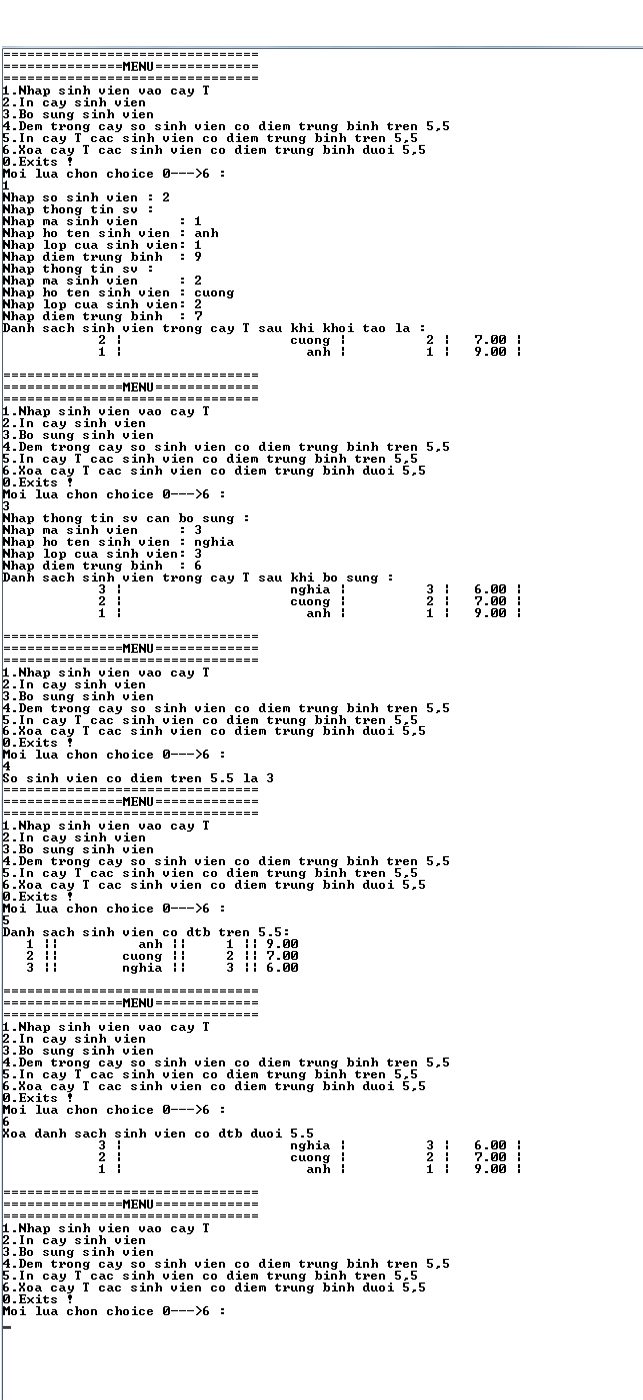 ================================
===============MENU=============
================================
1.Nhap sinh vien vao cay T
2.In cay sinh vien
3.Bo sung sinh vien
4.Dem trong cay so sinh vien co diem trung binh tren 5,5
5.In cay T cac sinh vien co diem trung binh tren 5,5
6.Xoa cay T cac sinh vien co diem trung binh duoi 5,5
0.Exits !
Moi lua chon choice 0--->6 :
1
Nhap so sinh vien : 2
Nhap thong tin sv :
Nhap ma sinh vien     : 1
Nhap ho ten sinh vien : anh
Nhap lop cua sinh vien: 1
Nhap diem trung binh  : 9
Nhap thong tin sv :
Nhap ma sinh vien     : 2
Nhap ho ten sinh vien : cuong
Nhap lop cua sinh vien: 2
Nhap diem trung binh  : 7
Danh sach sinh vien trong cay T sau khi khoi tao la :
            2 |                     cuong |          2 |   7.00 |
            1 |                       anh |          1 |   9.00 |
================================
===============MENU=============
================================
1.Nhap sinh vien vao cay T
2.In cay sinh vien
3.Bo sung sinh vien
4.Dem trong cay so sinh vien co diem trung binh tren 5,5
5.In cay T cac sinh vien co diem trung binh tren 5,5
6.Xoa cay T cac sinh vien co diem trung binh duoi 5,5
0.Exits !
Moi lua chon choice 0--->6 :
3
Nhap thong tin sv can bo sung :
Nhap ma sinh vien     : 3
Nhap ho ten sinh vien : nghia
Nhap lop cua sinh vien: 3
Nhap diem trung binh  : 6
Danh sach sinh vien trong cay T sau khi bo sung :
            3 |                     nghia |          3 |   6.00 |
            2 |                     cuong |          2 |   7.00 |
            1 |                       anh |          1 |   9.00 |
================================
===============MENU=============
================================
1.Nhap sinh vien vao cay T
2.In cay sinh vien
3.Bo sung sinh vien
4.Dem trong cay so sinh vien co diem trung binh tren 5,5
5.In cay T cac sinh vien co diem trung binh tren 5,5
6.Xoa cay T cac sinh vien co diem trung binh duoi 5,5
0.Exits !
Moi lua chon choice 0--->6 :
4
So sinh vien co diem tren 5.5 la 3
================================
===============MENU=============
================================
1.Nhap sinh vien vao cay T
2.In cay sinh vien
3.Bo sung sinh vien
4.Dem trong cay so sinh vien co diem trung binh tren 5,5
5.In cay T cac sinh vien co diem trung binh tren 5,5
6.Xoa cay T cac sinh vien co diem trung binh duoi 5,5
0.Exits !
Moi lua chon choice 0--->6 :
5
Danh sach sinh vien co dtb tren 5.5:
   1 ||          anh ||     1 || 9.00
   2 ||        cuong ||     2 || 7.00
   3 ||        nghia ||     3 || 6.00
================================
===============MENU=============
================================
1.Nhap sinh vien vao cay T
2.In cay sinh vien
3.Bo sung sinh vien
4.Dem trong cay so sinh vien co diem trung binh tren 5,5
5.In cay T cac sinh vien co diem trung binh tren 5,5
6.Xoa cay T cac sinh vien co diem trung binh duoi 5,5
0.Exits !
Moi lua chon choice 0--->6 :
6
Xoa danh sach sinh vien co dtb duoi 5.5
            3 |                     nghia |          3 |   6.00 |
            2 |                     cuong |          2 |   7.00 |
            1 |                       anh |          1 |   9.00 |
================================
===============MENU=============
================================
1.Nhap sinh vien vao cay T
2.In cay sinh vien
3.Bo sung sinh vien
4.Dem trong cay so sinh vien co diem trung binh tren 5,5
5.In cay T cac sinh vien co diem trung binh tren 5,5
6.Xoa cay T cac sinh vien co diem trung binh duoi 5,5
0.Exits !
Moi lua chon choice 0--->6 :
_